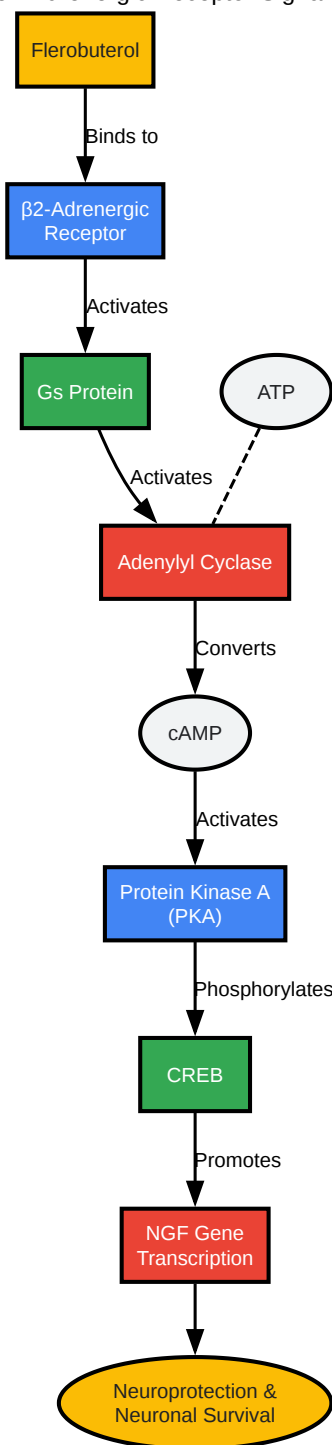 Flerobuterol
Binds to
β2-Adrenergic
Receptor
Activates
Gs Protein
ATP
Activates
Adenylyl Cyclase
Converts
cAMP
Activates
Protein Kinase A
(PKA)
Phosphorylates
CREB
Promotes
NGF Gene
Transcription
Neuroprotection &
Neuronal Survival